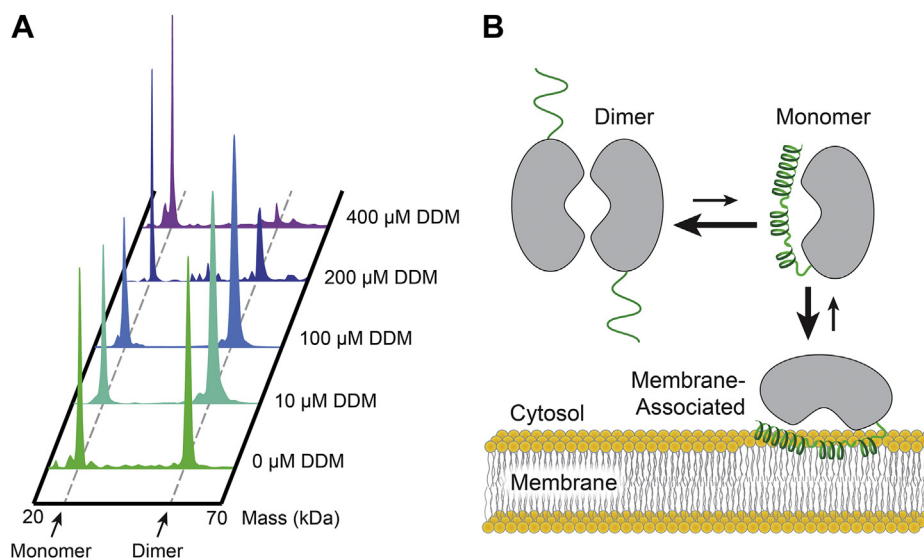 A
400 µM DDM
200 µM DDM
100 µM DDM
10 µM DDM
0 µM DDM
20
70
Mass (kDa)
Monomer
Dimer
B
Dimer
Monomer
Membrane-
Associated
Cytosol
Membrane